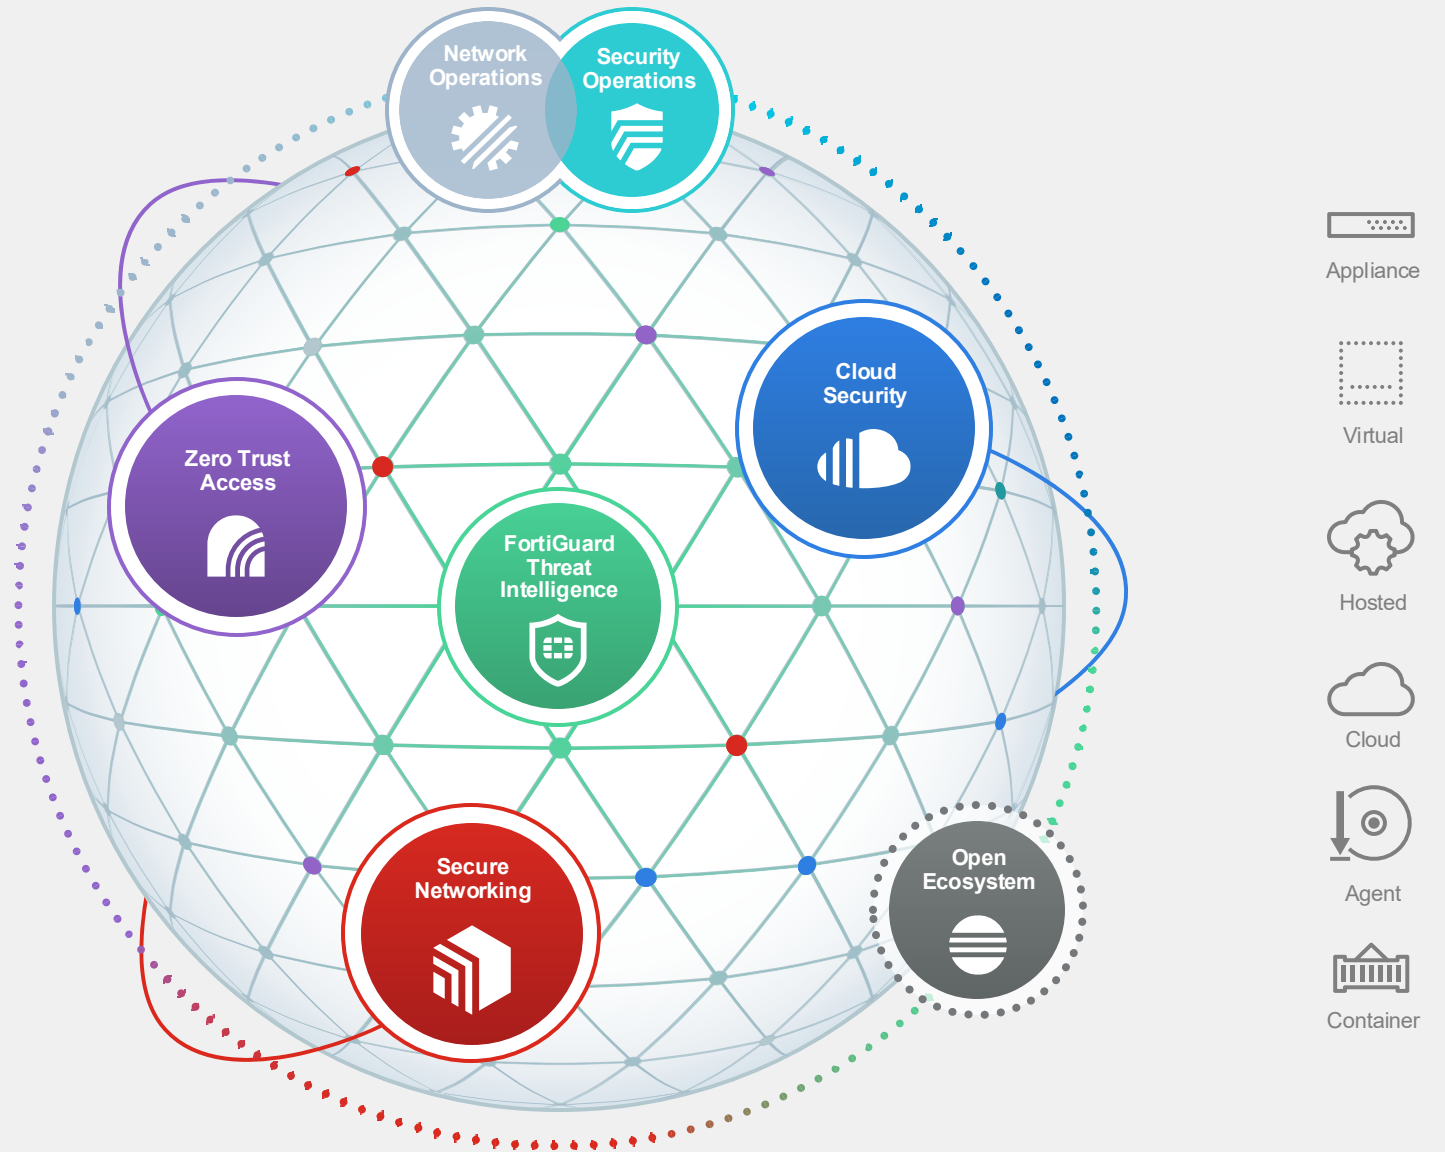 Network
Operations
Security
Operations
Cloud
Security
Zero Trust
Access
FortiGuard
Threat
Intelligence
Secure
Networking
Open
Ecosystem
Appliance
Virtual
Hosted
Cloud
Agent
Container